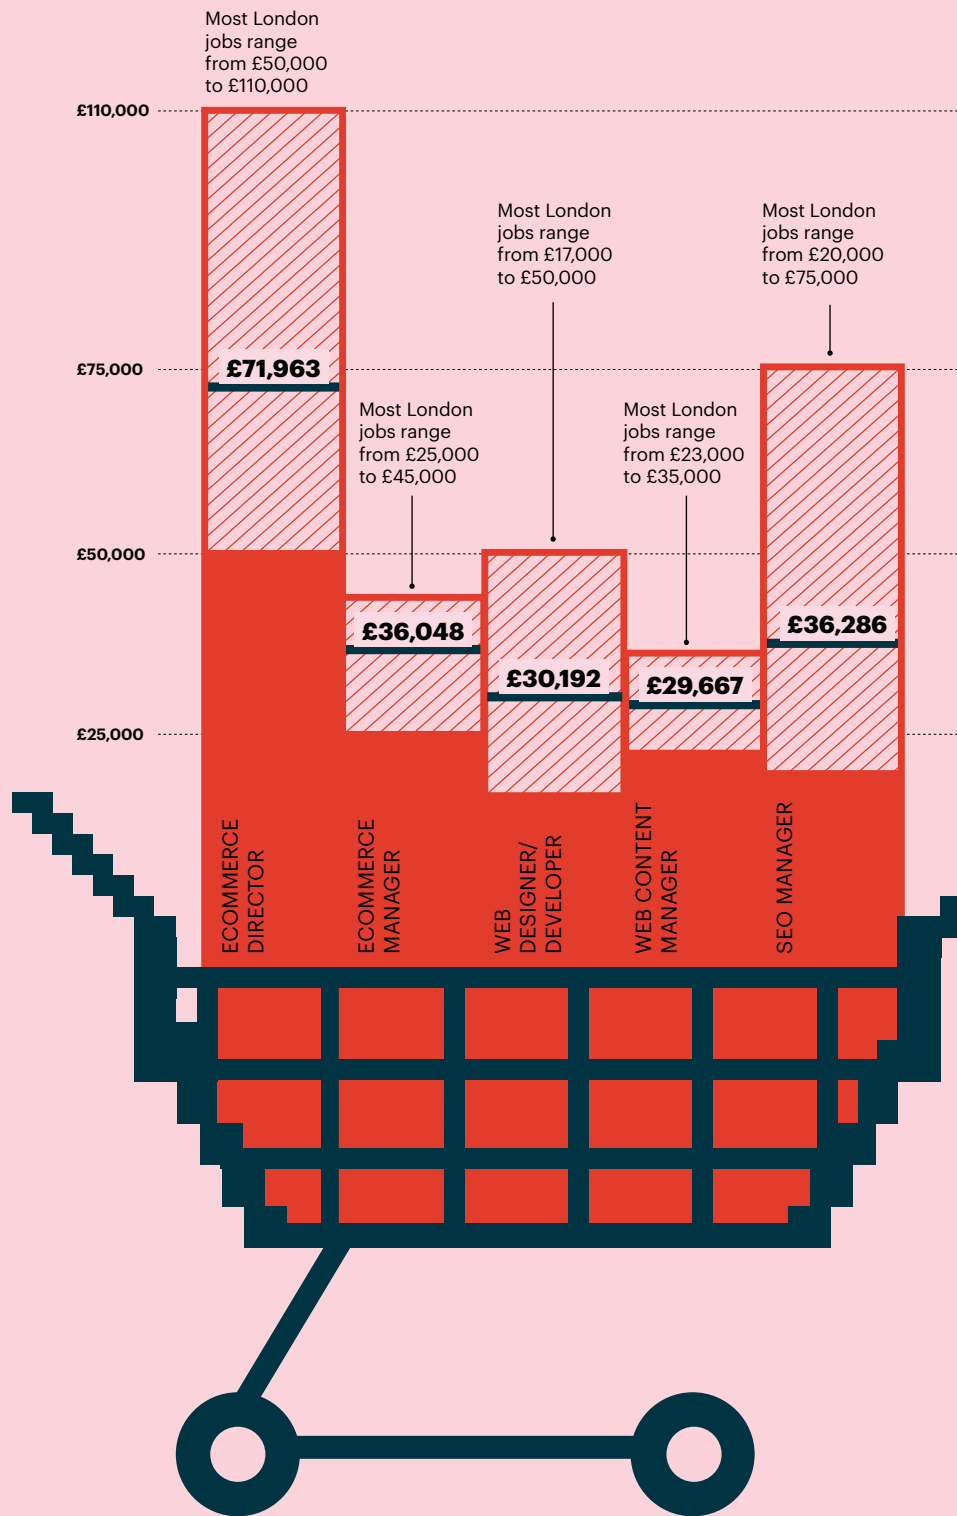 Most London
jobs range
from £50,000
to £110,000
£110,000
Most London
jobs range
from £17,000
to £50,000
Most London
jobs range
from £20,000
to £75,000
£75,000
£71,963
Most London
jobs range
from £25,000
to £45,000
Most London
jobs range
from £23,000
to £35,000
£50,000
£36,048
£30,192
£29,667
£36,286
£25,000
ECOMMERCE
DIRECTOR
ECOMMERCE
MANAGER
WEB
DESIGNER/
DEVELOPER
WEB CONTENT
MANAGER
SEO MANAGER